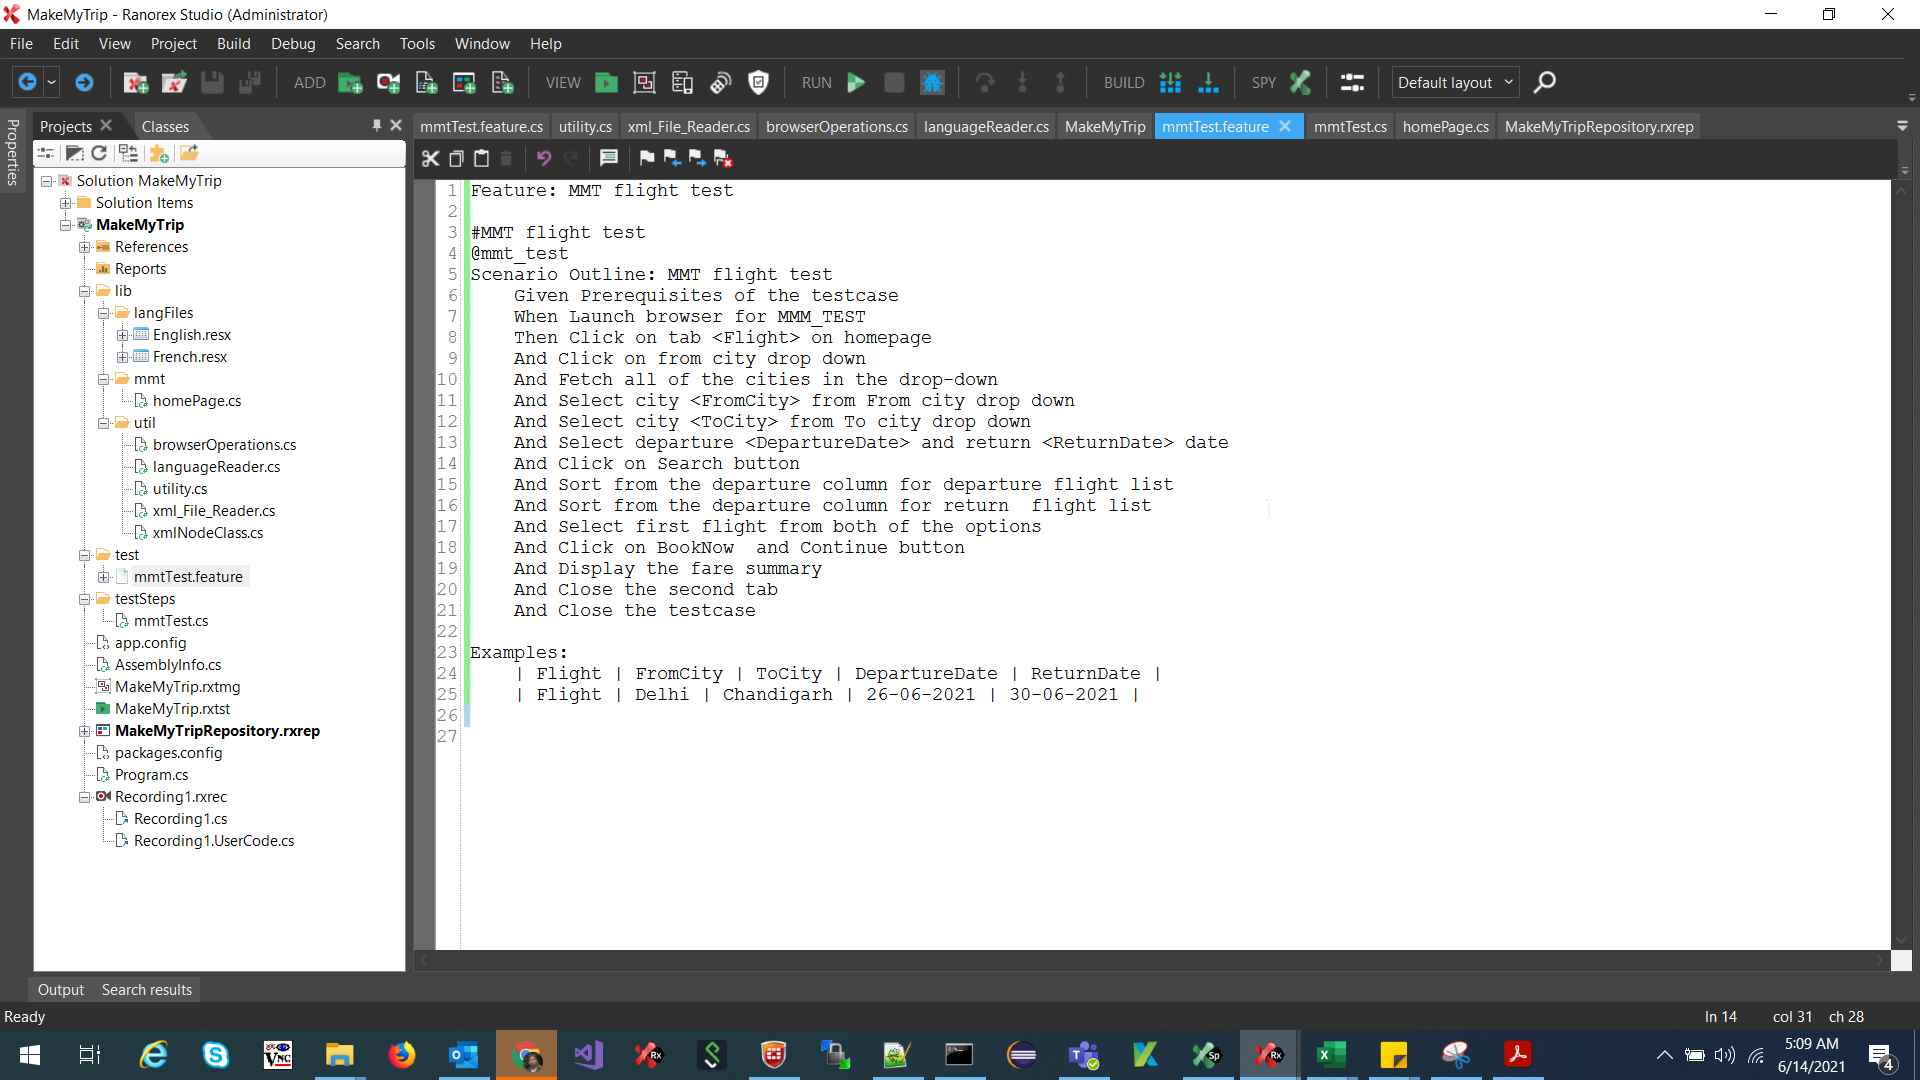 MakeMyTrip - Ranorex Studio (Administrator)
File Edit View Project Build Debug Search Tools Window Help
ADD VIEW RUN BUILD SPY Default layout
Properties
Projects Classes
mmtTest.feature.cs utility.cs xml_File_Reader.cs browserOperations.cs languageReader.cs MakeMyTrip mmtTest.feature mmtTest.cs homePage.cs MakeMyTripRepository.rxrep
Solution MakeMyTrip
Solution Items
MakeMyTrip
References
Reports
lib
langFiles
English.resx
French.resx
mmt
homePage.cs
util
browserOperations.cs
languageReader.cs
utility.cs
xml_File_Reader.cs
xmlNodeClass.cs
test
mmtTest.feature
testSteps
mmtTest.cs
app.config
AssemblyInfo.cs
MakeMyTrip.rxtmg
MakeMyTrip.rxtst
MakeMyTripRepository.rxrep
packages.config
Program.cs
Recording1.rxrec
Recording1.cs
Recording1.UserCode.cs
1 Feature: MMT flight test
2
3 #MMT flight test
4 @mmt_test
5 Scenario Outline: MMT flight test
6 Given Prerequisites of the testcase
7 When Launch browser for MMM_TEST
8 Then Click on tab <Flight> on homepage
9 And Click on from city drop down
10 And Fetch all of the cities in the drop-down
11 And Select city <FromCity> from From city drop down
12 And Select city <ToCity> from To city drop down
13 And Select departure <DepartureDate> and return <ReturnDate> date
14 And Click on Search button
15 And Sort from the departure column for departure flight list
16 And Sort from the departure column for return  flight list
17 And Select first flight from both of the options
18 And Click on BookNow  and Continue button
19 And Display the fare summary
20 And Close the second tab
21 And Close the testcase
22
23 Examples:
24 | Flight | FromCity | ToCity | DepartureDate | ReturnDate |
25 | Flight | Delhi | Chandigarh | 26-06-2021 | 30-06-2021 |
26
27
Output Search results
Ready
ln 14 col 31 ch 28
VNC Rx Sp Rx
5:09 AM
6/14/2021
4